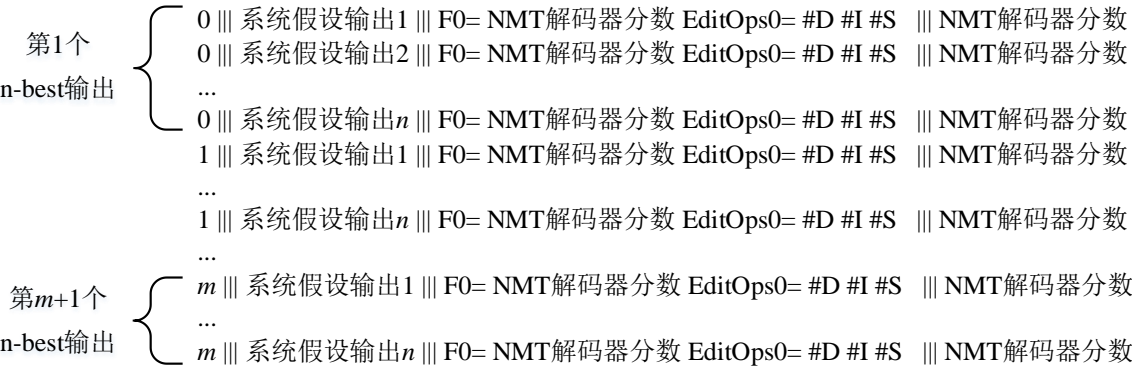 第1个
n-best输出
0 ||| 系统假设输出1 ||| F0= NMT解码器分数 EditOps0= #D #I #S ||| NMT解码器分数
0 ||| 系统假设输出2 ||| F0= NMT解码器分数 EditOps0= #D #I #S ||| NMT解码器分数
...
0 ||| 系统假设输出n ||| F0= NMT解码器分数 EditOps0= #D #I #S ||| NMT解码器分数
1 ||| 系统假设输出1 ||| F0= NMT解码器分数 EditOps0= #D #I #S ||| NMT解码器分数
...
1 ||| 系统假设输出n ||| F0= NMT解码器分数 EditOps0= #D #I #S ||| NMT解码器分数
...
第m+1个
n-best输出
m ||| 系统假设输出1 ||| F0= NMT解码器分数 EditOps0= #D #I #S ||| NMT解码器分数
...
m ||| 系统假设输出n ||| F0= NMT解码器分数 EditOps0= #D #I #S ||| NMT解码器分数